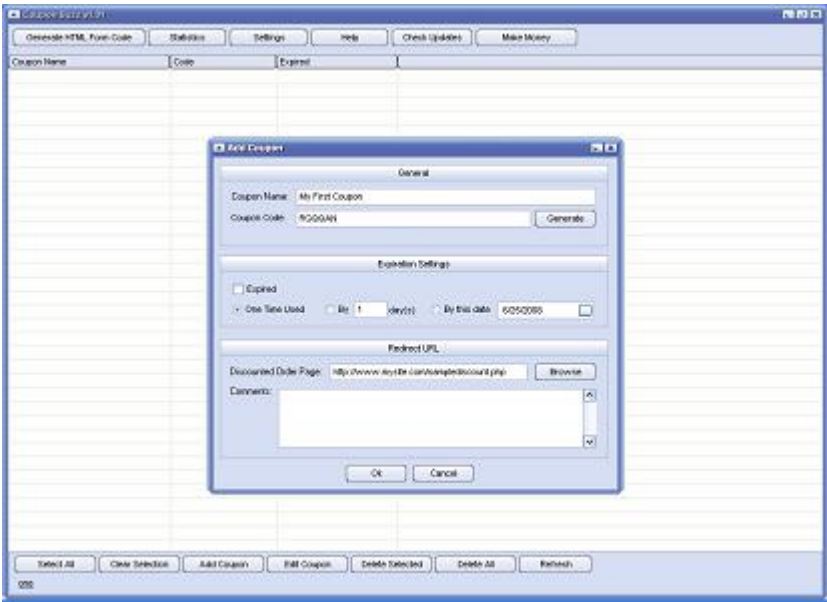 Generate HTML Form Code Statistics Settings Help Check Updates Make Money
Coupon Name Code Expired
Add Coupon
General
Coupon Name: My First Coupon
Coupon Code: Generate
Expiration Settings
Expired
One Time Used By 1 day(s) By this date 6/25/2008
Redirect URL
Discounted Order Page: Browse
Comments:
Ok Cancel
Select All Clear Selection Add Coupon Edit Coupon Delete Selected Delete All Refresh